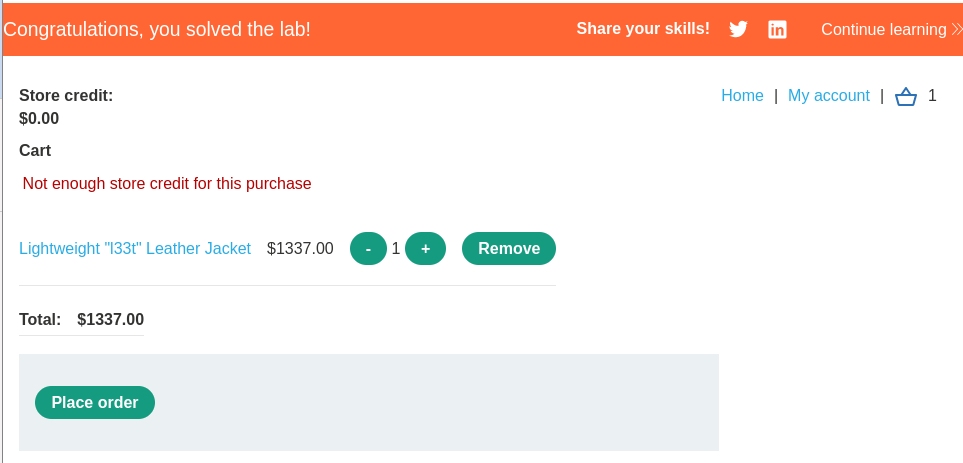 Congratulations, you solved the lab! Share your skills! Continue learning
Store credit: Home | My account | 1
$0.00
Cart
Not enough store credit for this purchase
Lightweight "l33t" Leather Jacket $1337.00 - 1 + Remove
Total: $1337.00
Place order